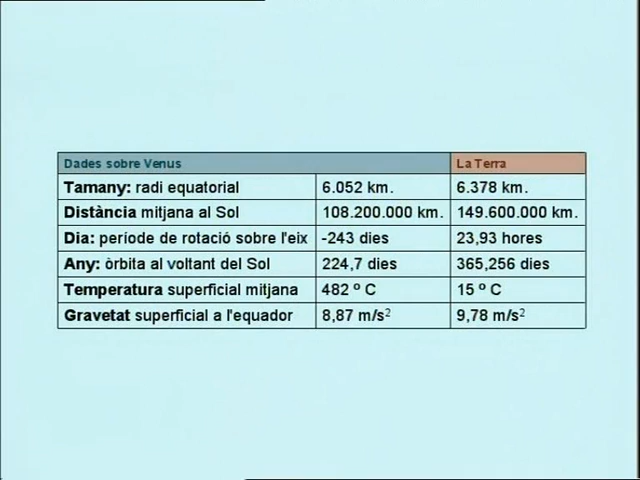 Dades sobre Venus La Terra
Tamany: radi equatorial 6.052 km. 6.378 km.
Distància mitjana al Sol 108.200.000 km. 149.600.000 km.
Dia: període de rotació sobre l'eix -243 dies 23,93 hores
Any: òrbita al voltant del Sol 224,7 dies 365,256 dies
Temperatura superficial mitjana 482 º C 15 º C
Gravetat superficial a l'equador 8,87 m/s² 9,78 m/s²